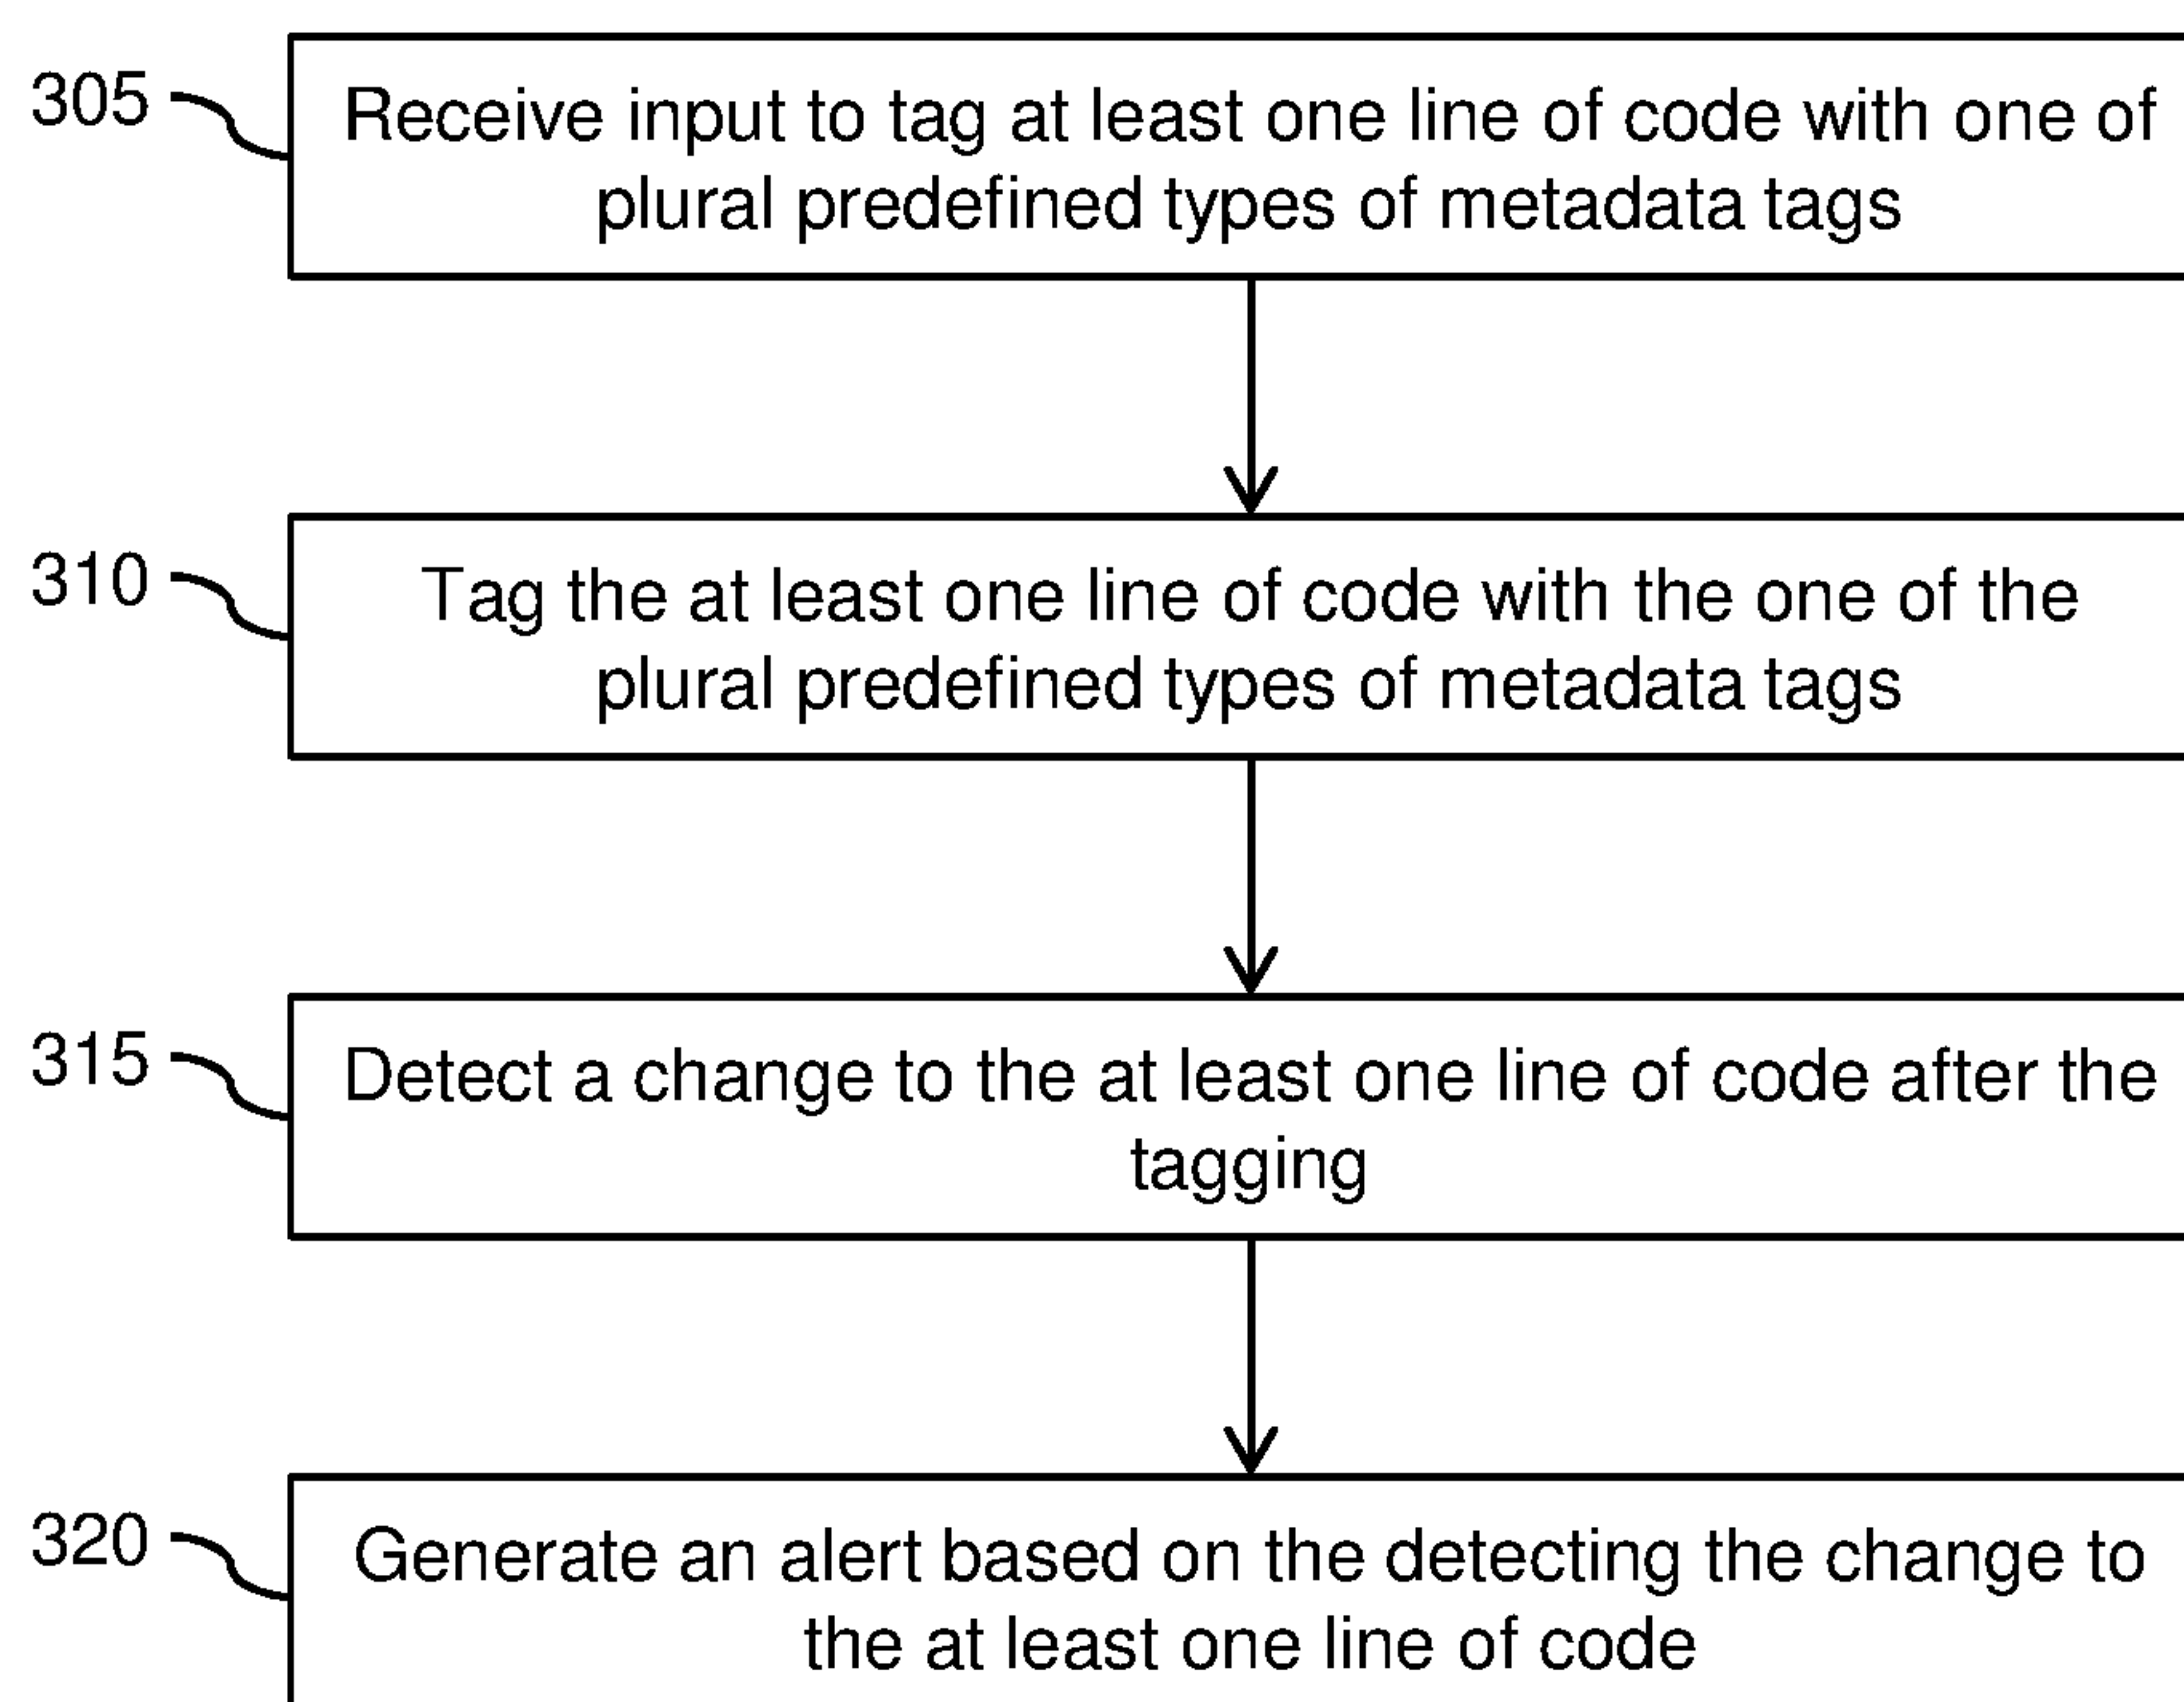 305
Receive input to tag at least one line of code with one of
plural predefined types of metadata tags
310
Tag the at least one line of code with the one of the
plural predefined types of metadata tags
315
Detect a change to the at least one line of code after the
tagging
320
Generate an alert based on the detecting the change to
the at least one line of code